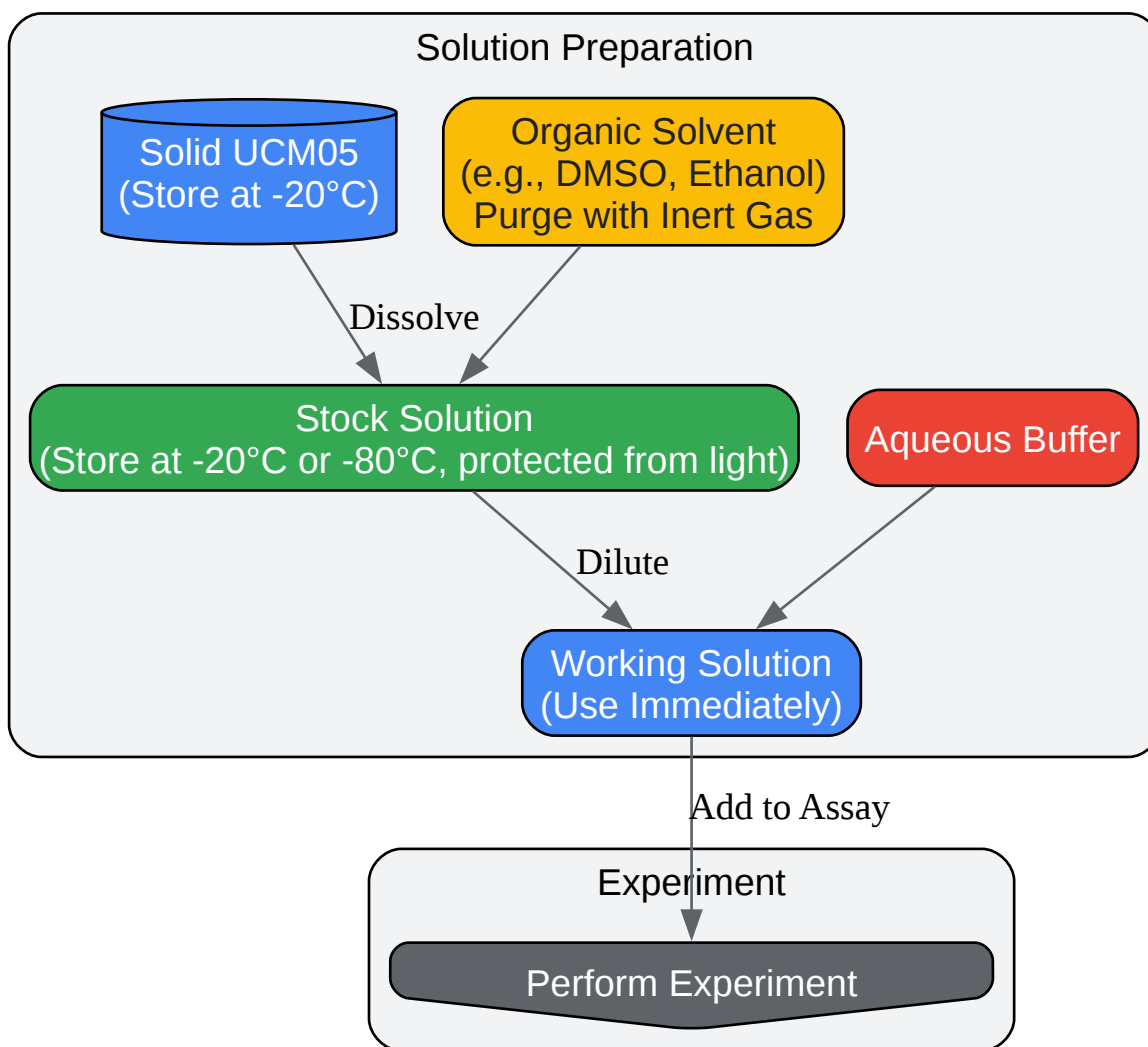 Solution Preparation
Solid UCM05
(Store at -20°C)
Organic Solvent
(e.g., DMSO, Ethanol)
Purge with Inert Gas
Dissolve
Stock Solution
(Store at -20°C or -80°C, protected from light)
Aqueous Buffer
Dilute
Working Solution
(Use Immediately)
Add to Assay
Experiment
Perform Experiment